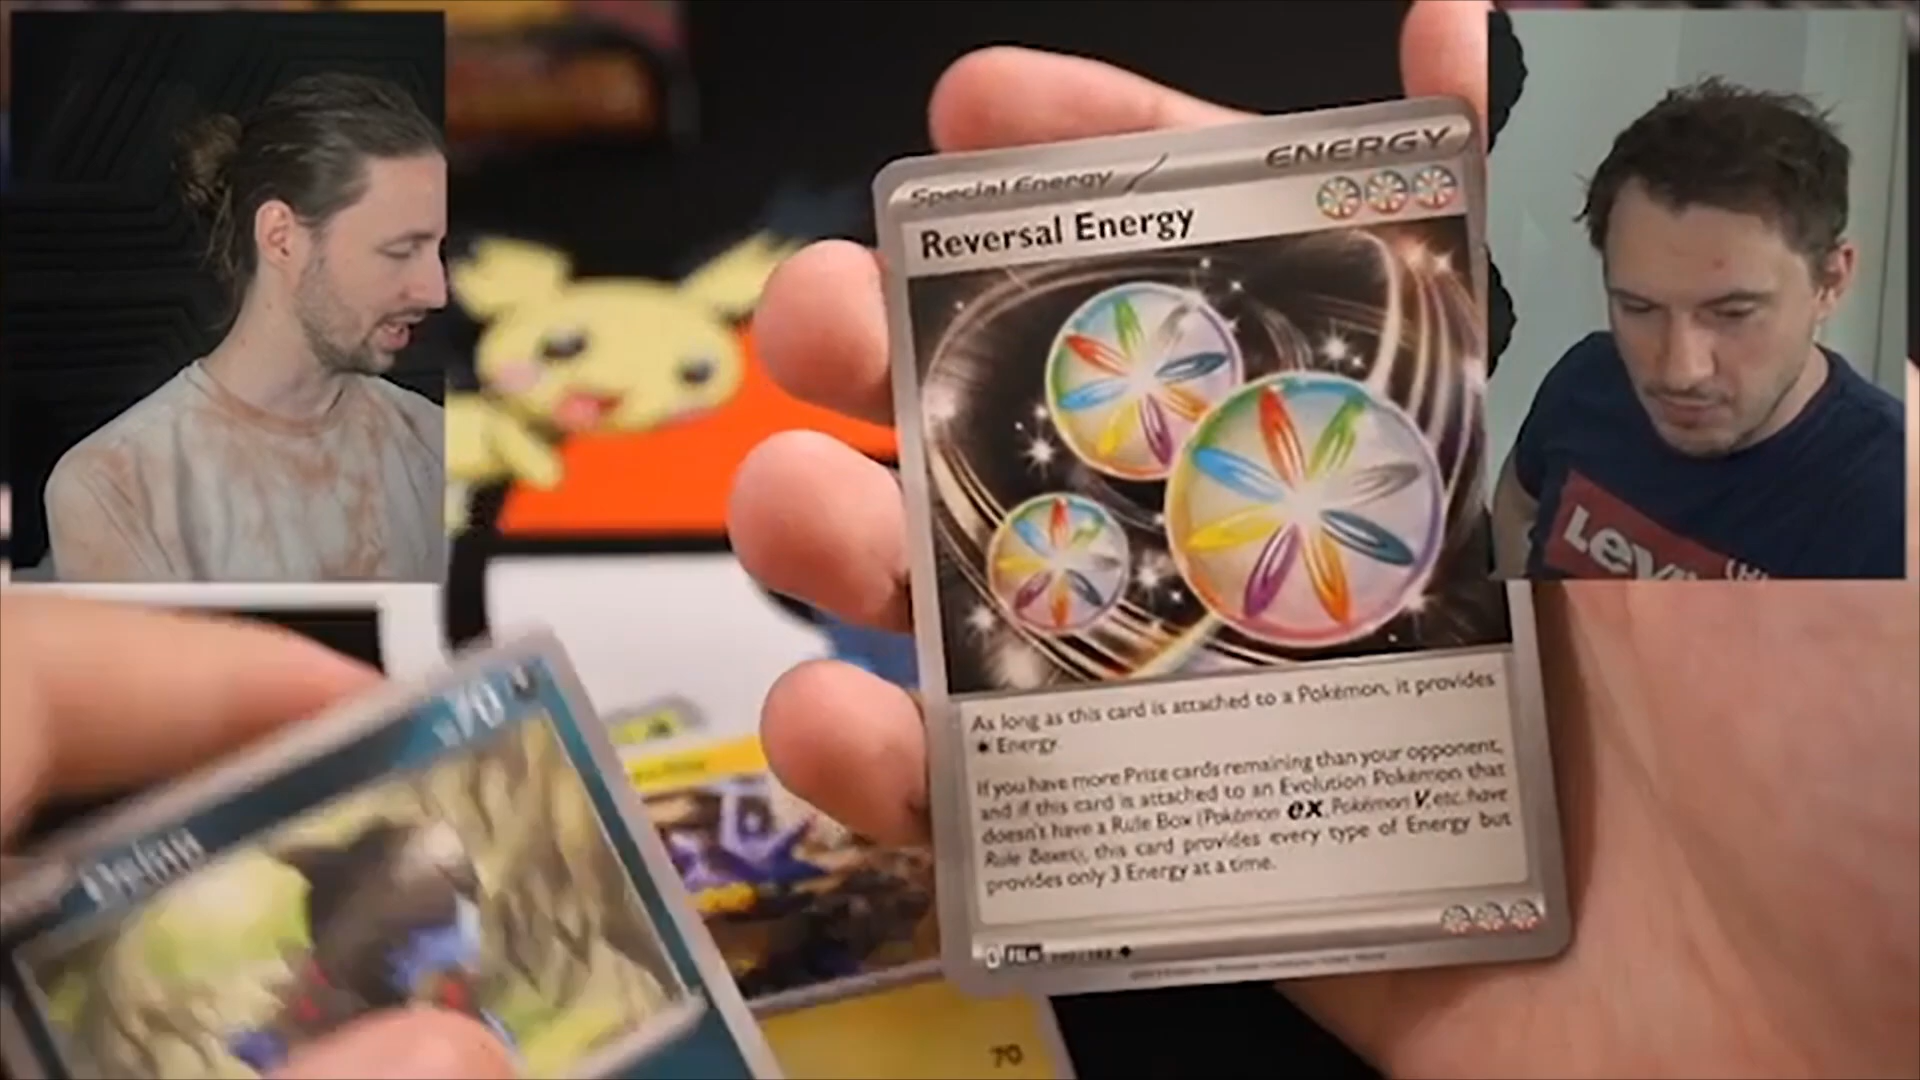 Special Energy
ENERGY
Reversal Energy
As long as this card is attached to a Pokémon, it provides
Energy.
If you have more Prize cards remaining than your opponent,
and if this card is attached to an Evolution Pokémon that
doesn't have a Rule Box (Pokémon ex, Pokémon V, etc. have
Rule Boxes), this card provides every type of Energy but
provides only 3 Energy at a time.
Levi's
70
70